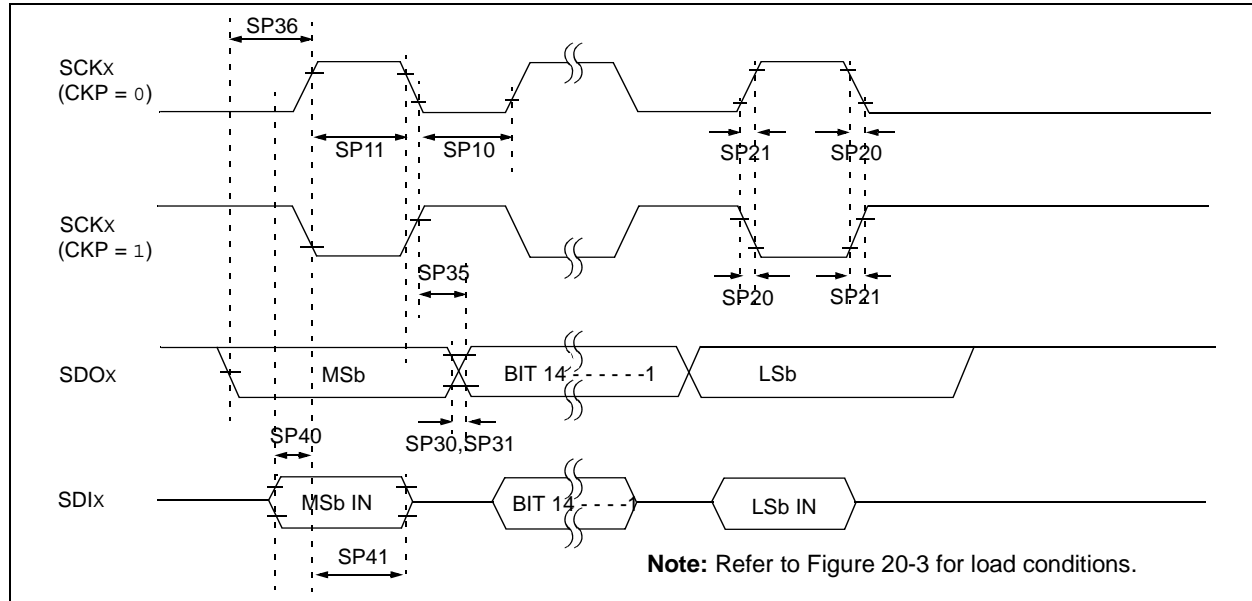 SP36
SCKX
(CKP = 0)
SP11
SP10
SP21
SP20
SCKX
(CKP = 1)
SP35
SP20
SP21
SDOX
MSb
BIT 14 - - - - - -1
LSb
SP40
SP30,SP31
SDIX
MSb IN
BIT 14 - - - - -1
LSb IN
SP41
Note: Refer to Figure 20-3 for load conditions.